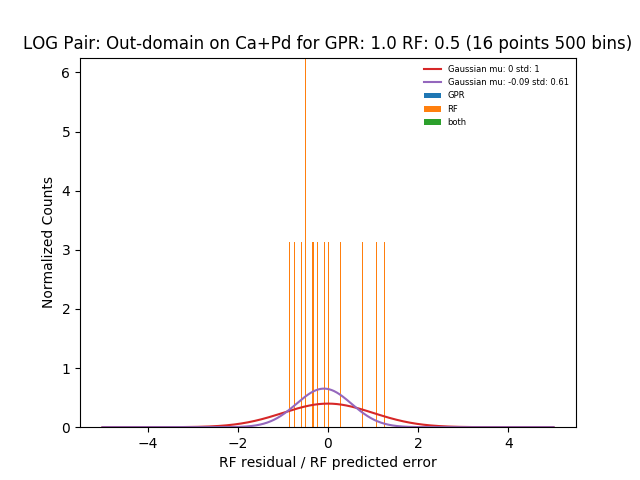 LOG Pair: Out-domain on Ca+Pd for GPR: 1.0 RF: 0.5 (16 points 500 bins)
Gaussian mu: 0 std: 1
Gaussian mu: -0.09 std: 0.61
GPR
RF
both
Normalized Counts
6
5
4
3
2
1
0
−4 −2 0 2 4
RF residual / RF predicted error